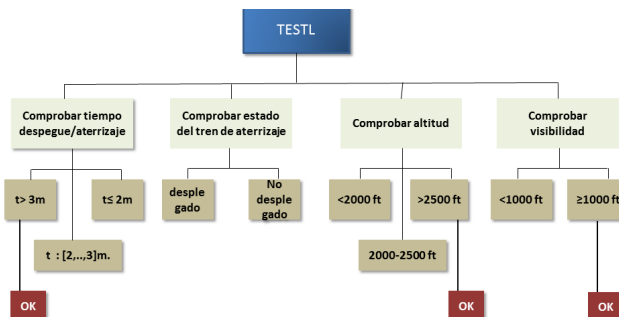 TESTL
Comprobar tiempo
despegue/aterrizaje
Comprobar estado
del tren de aterrizaje
Comprobar altitud
Comprobar
visibilidad
t> 3m
t≤ 2m
t : [2,..,3]m.
desple
gado
No
desple
gado
<2000 ft
>2500 ft
2000-2500 ft
<1000 ft
≥1000 ft
OK
OK
OK